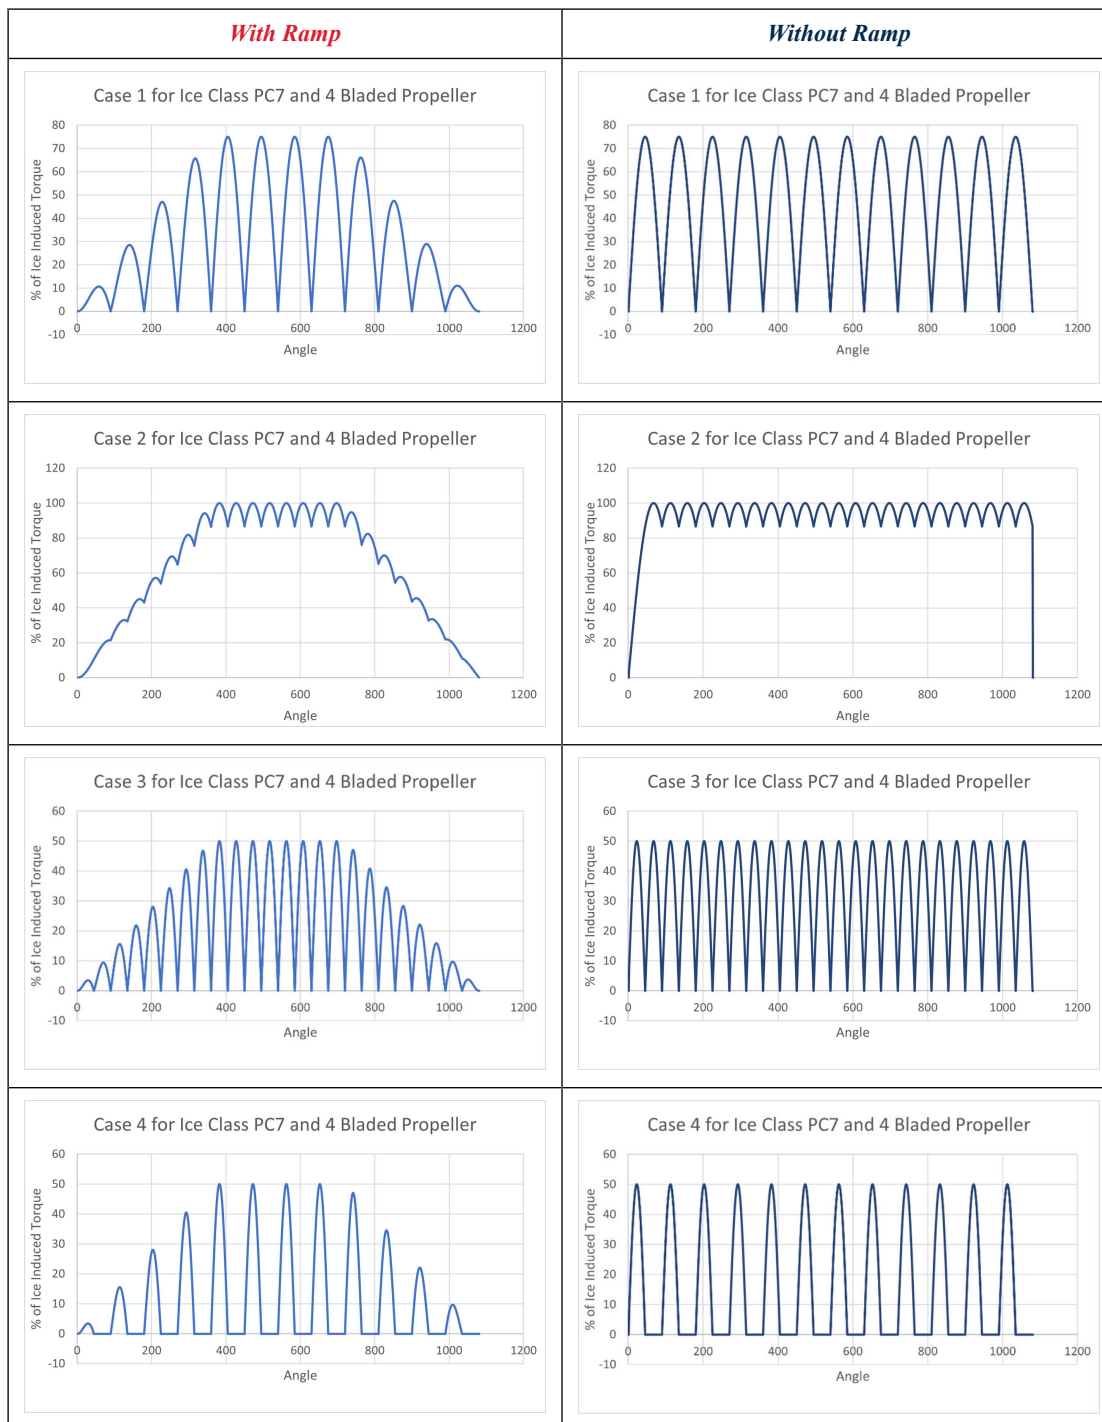 With Ramp
Without Ramp
Case 1 for Ice Class PC7 and 4 Bladed Propeller
% of Ice Induced Torque
80
70
60
50
40
30
20
10
0
-10
0 200 400 600 800 1000 1200
Angle
Case 1 for Ice Class PC7 and 4 Bladed Propeller
% of Ice Induced Torque
80
70
60
50
40
30
20
10
0
-10
0 200 400 600 800 1000 1200
Angle
Case 2 for Ice Class PC7 and 4 Bladed Propeller
% of Ice Induced Torque
120
100
80
60
40
20
0
0 200 400 600 800 1000 1200
Angle
Case 2 for Ice Class PC7 and 4 Bladed Propeller
% of Ice Induced Torque
120
100
80
60
40
20
0
0 200 400 600 800 1000 1200
Angle
Case 3 for Ice Class PC7 and 4 Bladed Propeller
% of Ice Induced Torque
60
50
40
30
20
10
0
-10
0 200 400 600 800 1000 1200
Angle
Case 3 for Ice Class PC7 and 4 Bladed Propeller
% of Ice Induced Torque
60
50
40
30
20
10
0
-10
0 200 400 600 800 1000 1200
Angle
Case 4 for Ice Class PC7 and 4 Bladed Propeller
% of Ice Induced Torque
60
50
40
30
20
10
0
-10
0 200 400 600 800 1000 1200
Angle
Case 4 for Ice Class PC7 and 4 Bladed Propeller
% of Ice Induced Torque
60
50
40
30
20
10
0
-10
0 200 400 600 800 1000 1200
Angle